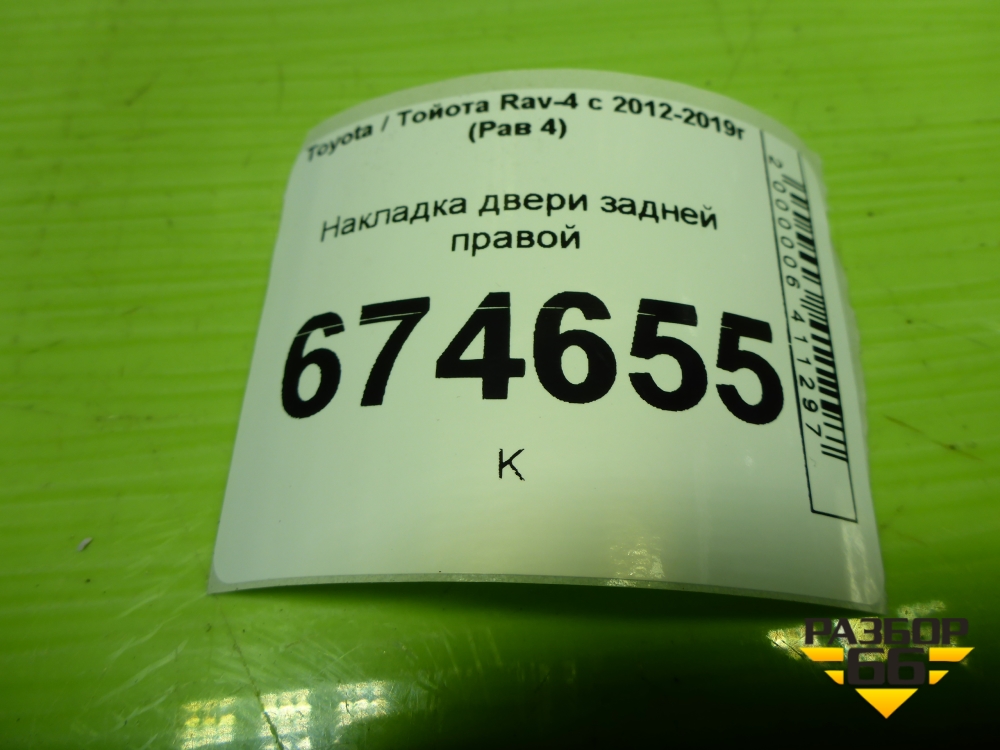 Toyota / Тойота Rav-4 с 2012-2019г
(Рав 4)
Накладка двери задней
правой
674655
К
2000006411297
РАЗБОР
66